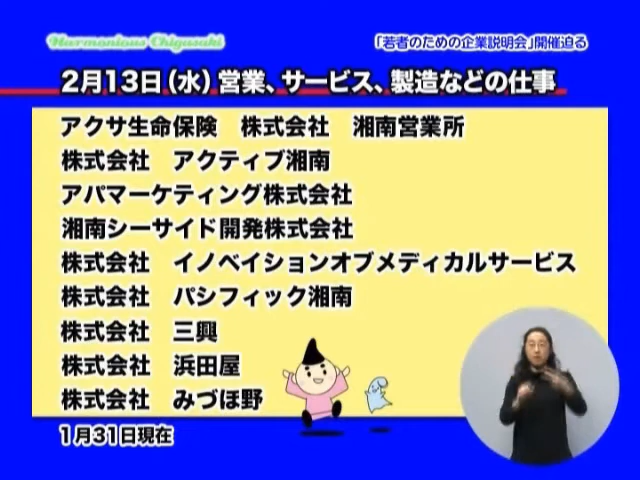 Harmonious Chigasaki
「若者のための企業説明会」開催迫る
2月13日（水）営業、サービス、製造などの仕事
アクサ生命保険　株式会社　湘南営業所
株式会社　アクティブ湘南
アパマーケティング株式会社
湘南シーサイド開発株式会社
株式会社　イノベイションオブメディカルサービス
株式会社　パシフィック湘南
株式会社　三興
株式会社　浜田屋
株式会社　みづほ野
1月31日現在